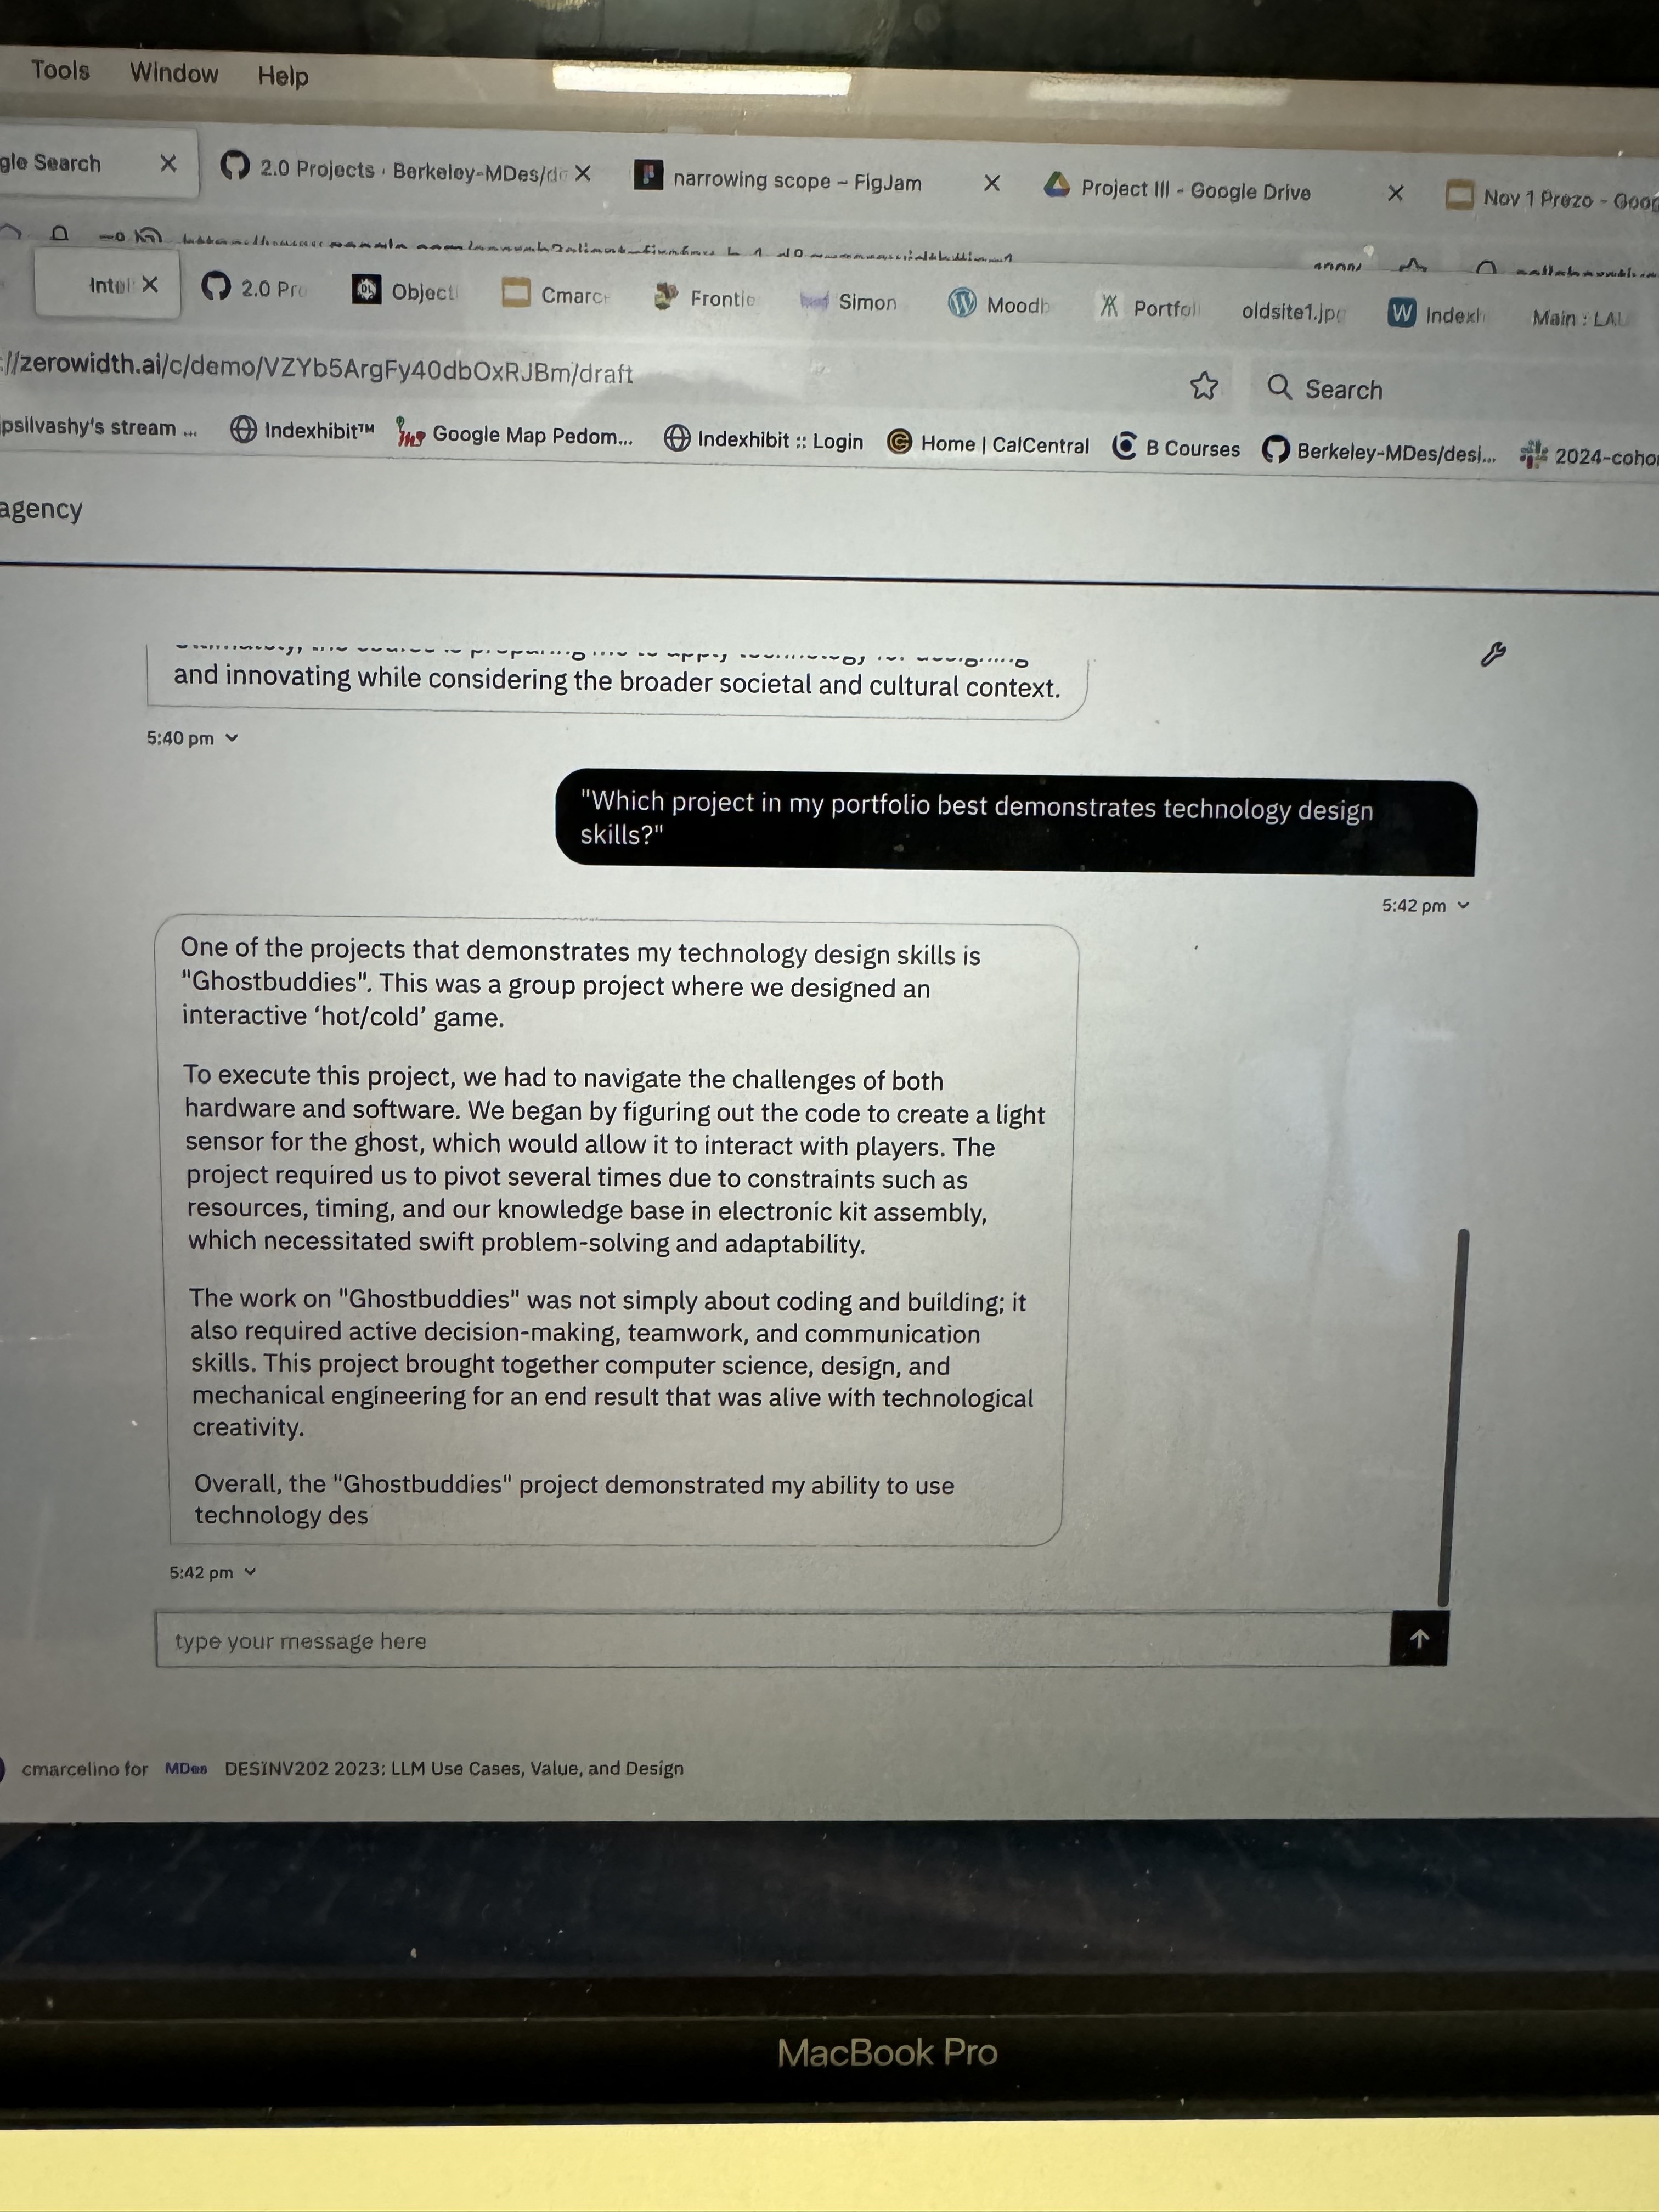 Tools Window Help
gle Search 2.0 Projects · Berkeley-MDes/de narrowing scope – FigJam Project III - Google Drive Nov 1 Prezo - Goog
Intel 2.0 Pro Object Cmarc Frontie Simon Moodb Portfol oldsite1.jpg Indexh Main : LAU
://zerowidth.ai/c/demo/VZYb5ArgFy40dbOxRJBm/draft Search
psilvashy's stream ... Indexhibit™ Google Map Pedom... Indexhibit :: Login Home | CalCentral B Courses Berkeley-MDes/desi... 2024-cohor
agency
and innovating while considering the broader societal and cultural context.
5:40 pm
"Which project in my portfolio best demonstrates technology design
skills?"
5:42 pm
One of the projects that demonstrates my technology design skills is
"Ghostbuddies". This was a group project where we designed an
interactive ‘hot/cold’ game.
To execute this project, we had to navigate the challenges of both
hardware and software. We began by figuring out the code to create a light
sensor for the ghost, which would allow it to interact with players. The
project required us to pivot several times due to constraints such as
resources, timing, and our knowledge base in electronic kit assembly,
which necessitated swift problem-solving and adaptability.
The work on "Ghostbuddies" was not simply about coding and building; it
also required active decision-making, teamwork, and communication
skills. This project brought together computer science, design, and
mechanical engineering for an end result that was alive with technological
creativity.
Overall, the "Ghostbuddies" project demonstrated my ability to use
technology des
5:42 pm
type your message here
cmarcelino for MDes DESINV202 2023: LLM Use Cases, Value, and Design
MacBook Pro